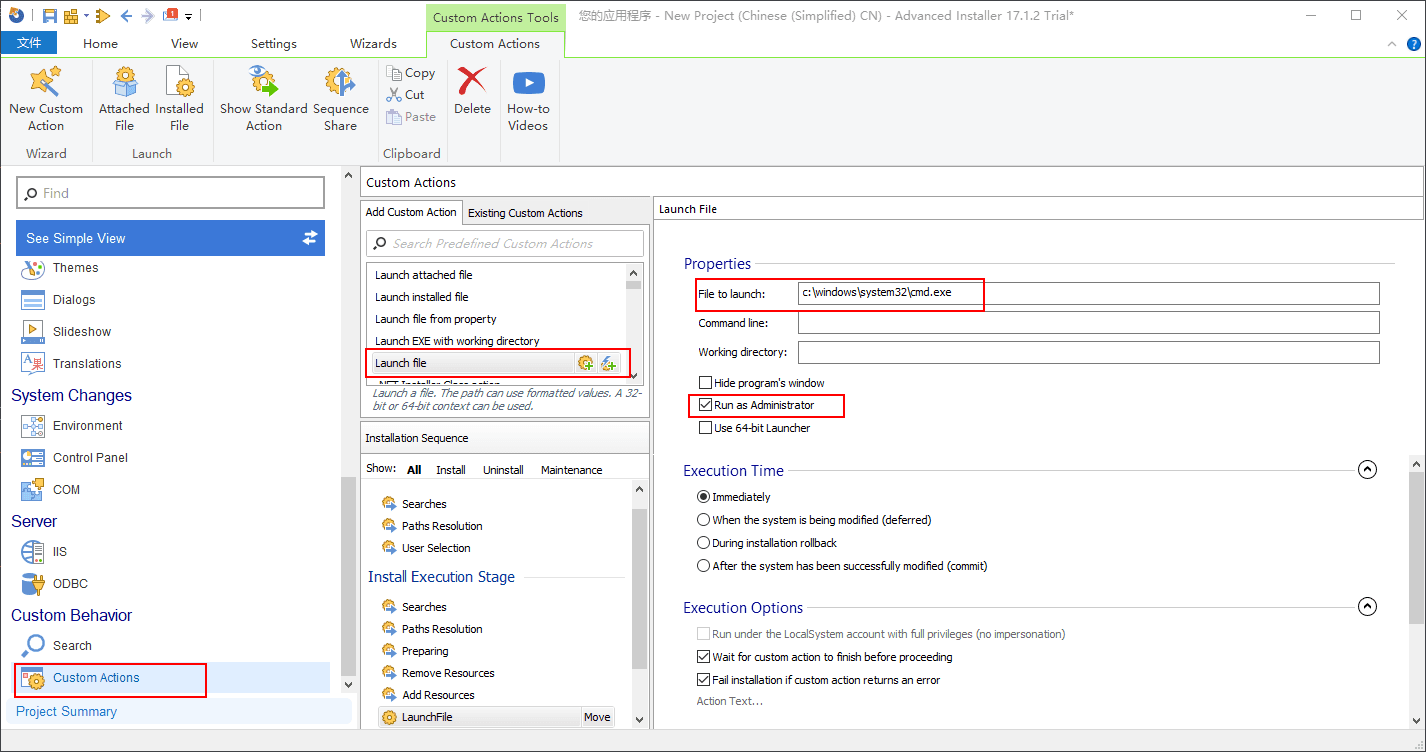 1
Custom Actions Tools
您的应用程序 - New Project (Chinese (Simplified) CN) - Advanced Installer 17.1.2 Trial*
文件
Home
View
Settings
Wizards
Custom Actions
?
New Custom
Action
Wizard
Attached
File
Installed
File
Launch
Show Standard
Action
Sequence
Share
Copy
Cut
Paste
Clipboard
Delete
How-to
Videos
Find
See Simple View
Themes
Dialogs
Slideshow
Translations
System Changes
Environment
Control Panel
COM
Server
IIS
ODBC
Custom Behavior
Search
Custom Actions
Project Summary
Custom Actions
Add Custom Action
Existing Custom Actions
Search Predefined Custom Actions
Launch attached file
Launch installed file
Launch file from property
Launch EXE with working directory
Launch file
.NET Installer Class action
Launch a file. The path can use formatted values. A 32-
bit or 64-bit context can be used.
Installation Sequence
Show: All Install Uninstall Maintenance
Searches
Paths Resolution
User Selection
Install Execution Stage
Searches
Paths Resolution
Preparing
Remove Resources
Add Resources
LaunchFile Move
Launch File
Properties
File to launch: c:\windows\system32\cmd.exe
Command line:
Working directory:
Hide program's window
Run as Administrator
Use 64-bit Launcher
Execution Time
Immediately
When the system is being modified (deferred)
During installation rollback
After the system has been successfully modified (commit)
Execution Options
Run under the LocalSystem account with full privileges (no impersonation)
Wait for custom action to finish before proceeding
Fail installation if custom action returns an error
Action Text...